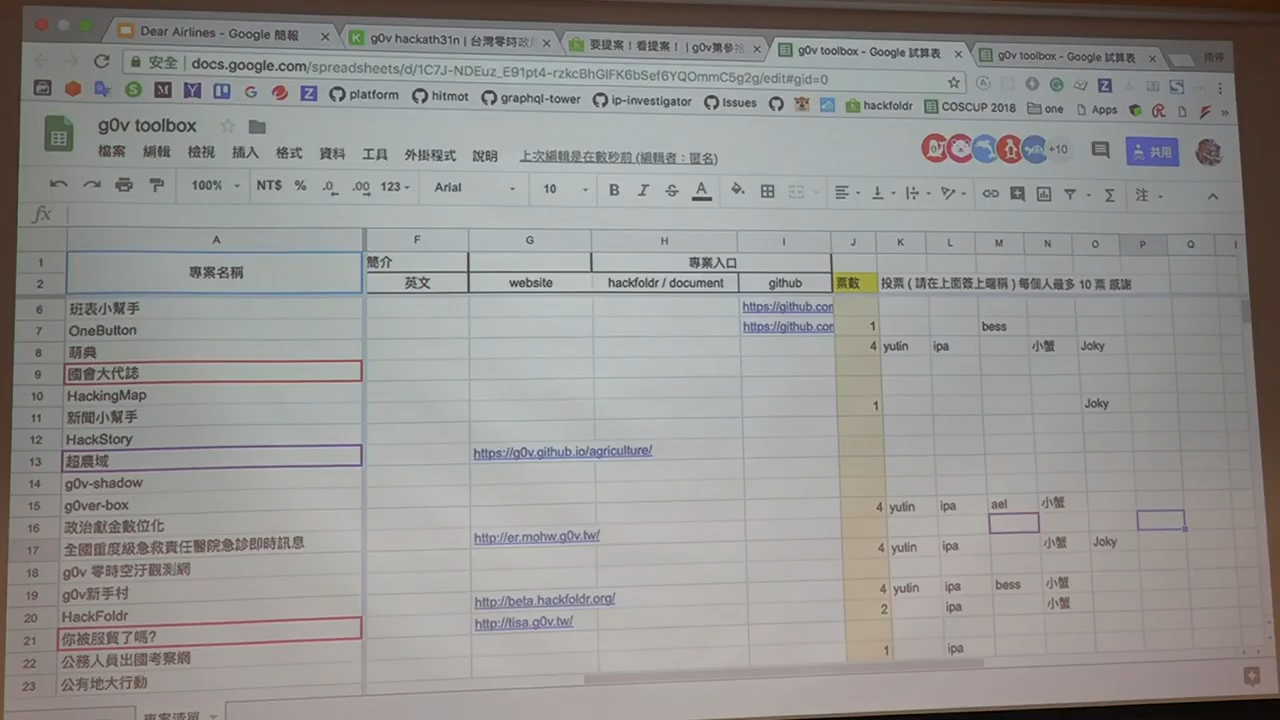 Dear Airlines - Google 簡報
g0v hackath31n | 台灣零時政府
要提案！看提案！ | g0v第參拾
g0v toolbox - Google 試算表
g0v toolbox - Google 試算表
安全 | docs.google.com/spreadsheets/d/1C7J-NDEuz_E91pt4-rzkcBhGlFK6bSef6YQOmmC5g2g/edit#gid=0
platform hitmot graphql-tower ip-investigator Issues hackfoldr COSCUP 2018 one Apps
g0v toolbox
檔案 編輯 檢視 插入 格式 資料 工具 外掛程式 說明 上次編輯是在數秒前 (編輯者：匿名)
+10 共用
100% NT$ % .0 .00 123 Arial 10 B I S A Σ 注
fx
A F G H I J K L M N O P Q
1 專案名稱 簡介 專案入口
2 英文 website hackfoldr / document github 票數 投票 ( 請在上面簽上暱稱 ) 每個人最多 10 票 感謝
6 班表小幫手 https://github.com
7 OneButton https://github.com 1 bess
8 萌典 4 yutin ipa 小蟹 Joky
9 國會大代誌
10 HackingMap
11 新聞小幫手 1 Joky
12 HackStory
13 超農域 https://g0v.github.io/agriculture/
14 g0v-shadow
15 g0ver-box 4 yutin ipa ael 小蟹
16 政治獻金數位化
17 全國重度級急救責任醫院急診即時訊息 http://er.mohw.g0v.tw/ 4 yutin ipa 小蟹 Joky
18 g0v 零時空汙觀測網
19 g0v新手村 4 yutin ipa bess 小蟹
20 HackFoldr http://beta.hackfoldr.org/ 2 ipa 小蟹
21 你被服貿了嗎? http://tisa.g0v.tw/
22 公務人員出國考察網 1 ipa
23 公有地大行動
專案清單